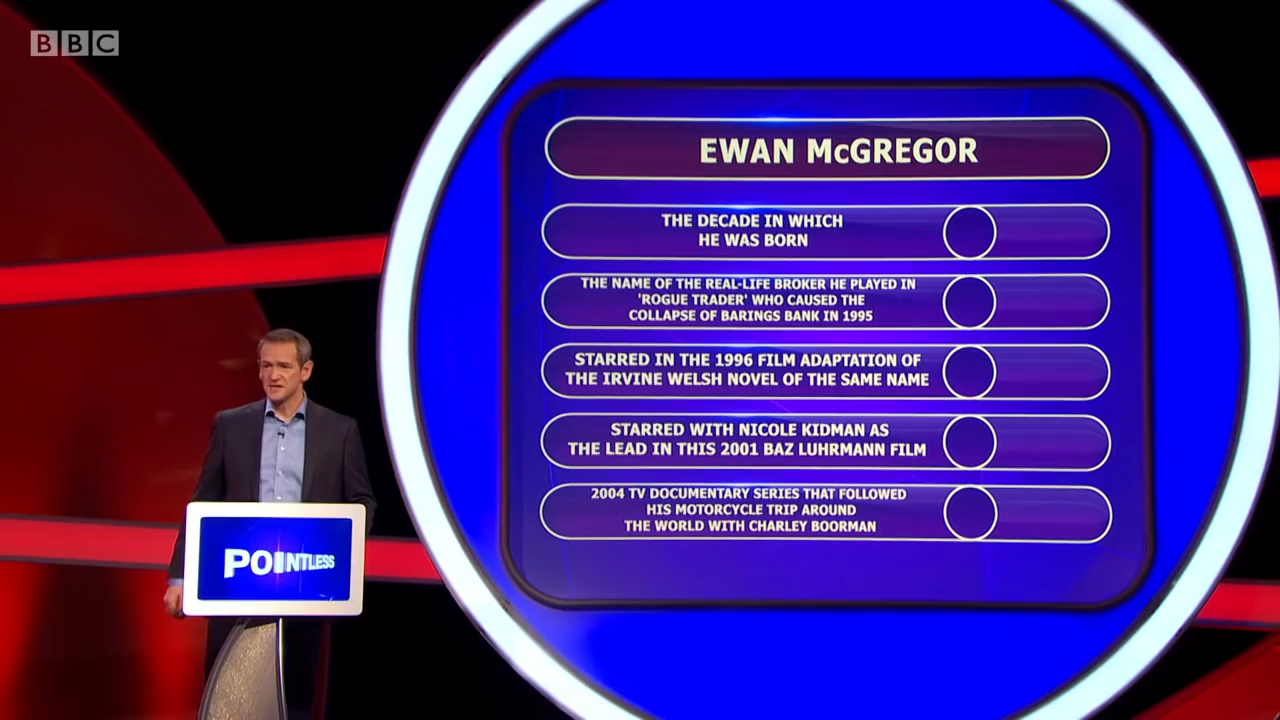 BBC
EWAN McGREGOR
THE DECADE IN WHICH
HE WAS BORN
THE NAME OF THE REAL-LIFE BROKER HE PLAYED IN
'ROGUE TRADER' WHO CAUSED THE
COLLAPSE OF BARINGS BANK IN 1995
STARRED IN THE 1996 FILM ADAPTATION OF
THE IRVINE WELSH NOVEL OF THE SAME NAME
STARRED WITH NICOLE KIDMAN AS
THE LEAD IN THIS 2001 BAZ LUHRMANN FILM
2004 TV DOCUMENTARY SERIES THAT FOLLOWED
HIS MOTORCYCLE TRIP AROUND
THE WORLD WITH CHARLEY BOORMAN
POINTLESS